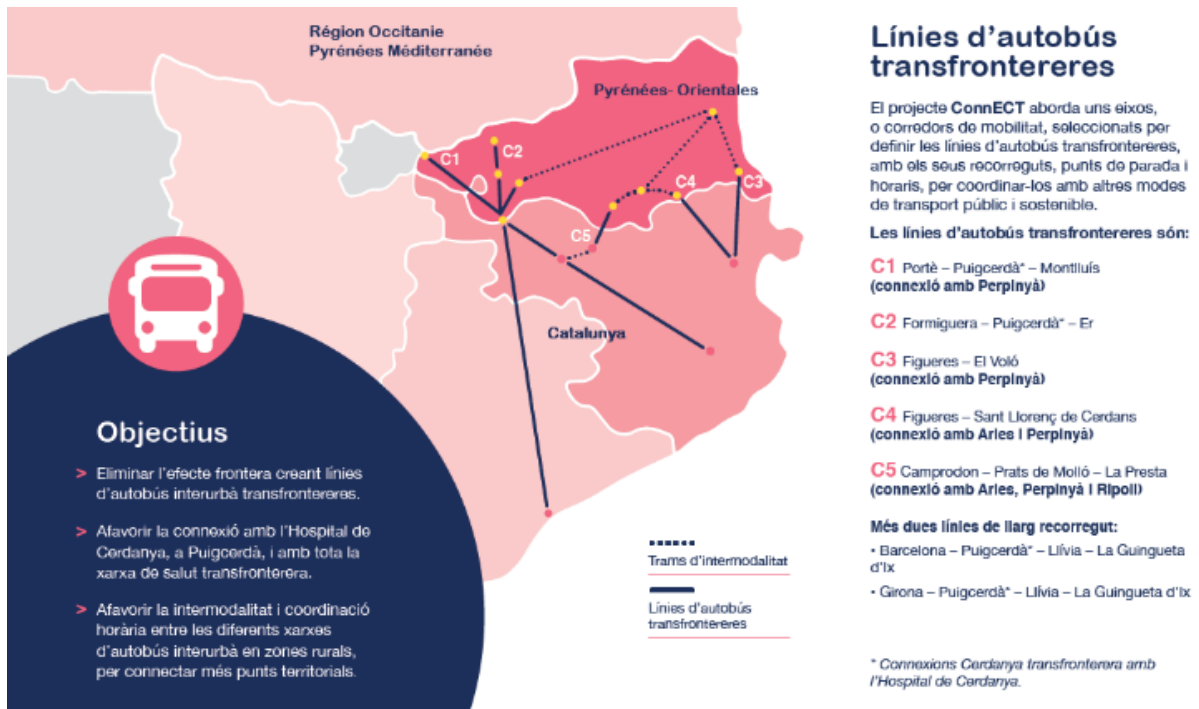 Région Occitanie
Pyrénées Méditerranée
Pyrénées- Orientales
C1
C2
C3
C4
C5
Catalunya
Trams d'intermodalitat
Línies d'autobús
transfrontereres
Objectius
> Eliminar l'efecte frontera creant línies
d'autobús interurbà transfrontereres.
> Afavorir la connexió amb l'Hospital de
Cerdanya, a Puigcerdà, i amb tota la
xarxa de salut transfronterera.
> Afavorir la intermodalitat i coordinació
horària entre les diferents xarxes
d'autobús interurbà en zones rurals,
per connectar més punts territorials.
Línies d'autobús
transfrontereres
El projecte ConnECT aborda uns eixos,
o corredors de mobilitat, seleccionats per
definir les línies d'autobús transfrontereres,
amb els seus recorreguts, punts de parada i
horaris, per coordinar-los amb altres modes
de transport públic i sostenible.
Les línies d'autobús transfrontereres són:
C1 Portè – Puigcerdà* – Montlluís
(connexió amb Perpinyà)
C2 Formiguera – Puigcerdà* – Er
C3 Figueres – El Voló
(connexió amb Perpinyà)
C4 Figueres – Sant Llorenç de Cerdans
(connexió amb Arles i Perpinyà)
C5 Camprodon – Prats de Molló – La Presta
(connexió amb Arles, Perpinyà i Ripoll)
Més dues línies de llarg recorregut:
• Barcelona – Puigcerdà* – Llívia – La Guingueta
d'Ix
• Girona – Puigcerdà* – Llívia – La Guingueta d'Ix
* Connexions Cerdanya transfronterera amb
l'Hospital de Cerdanya.